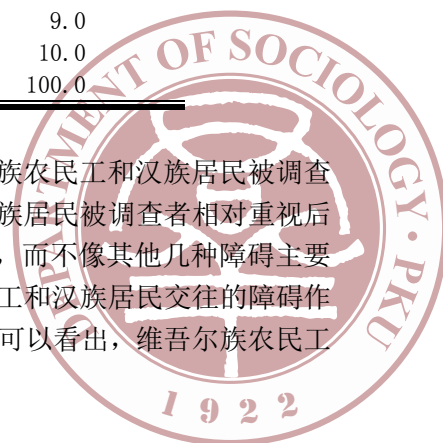 9.0
10.0
100.0
DEPARTMENT OF SOCIOLOGY · PKU
族农民工和汉族居民被调查
族居民被调查者相对重视后
，而不像其他几种障碍主要
工和汉族居民交往的障碍作
可以看出，维吾尔族农民工
1922